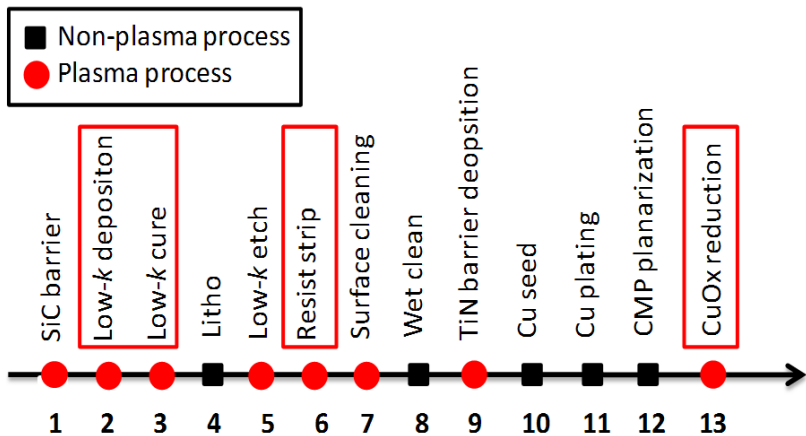 Non-plasma process
Plasma process
SiC barrier
Low-k depositon
Low-k cure
Litho
Low-k etch
Resist strip
Surface cleaning
Wet clean
TiN barrier deopsition
Cu seed
Cu plating
CMP planarization
CuOx reduction
1 2 3 4 5 6 7 8 9 10 11 12 13